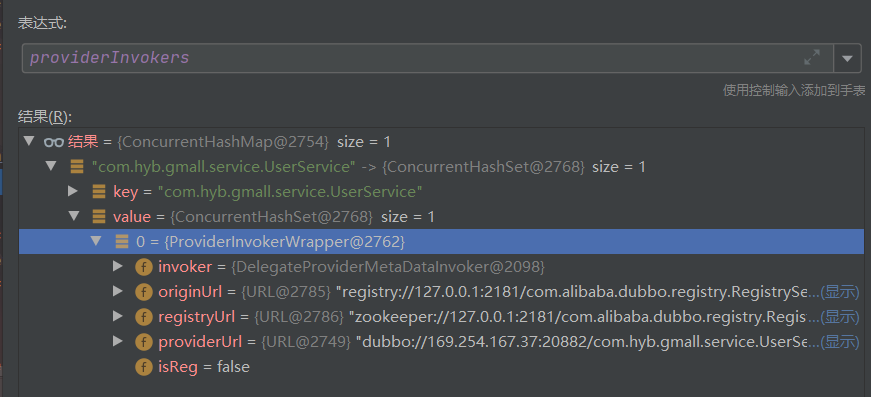 表达式:
providerInvokers
使用控制输入添加到手表
结果(R):
结果 = {ConcurrentHashMap@2754} size = 1
"com.hyb.gmall.service.UserService" -> {ConcurrentHashSet@2768} size = 1
key = "com.hyb.gmall.service.UserService"
value = {ConcurrentHashSet@2768} size = 1
0 = {ProviderInvokerWrapper@2762}
f invoker = {DelegateProviderMetaDataInvoker@2098}
f originUrl = {URL@2785} "registry://127.0.0.1:2181/com.alibaba.dubbo.registry.RegistrySe... (显示)
f registryUrl = {URL@2786} "zookeeper://127.0.0.1:2181/com.alibaba.dubbo.registry.Regis... (显示)
f providerUrl = {URL@2749} "dubbo://169.254.167.37:20882/com.hyb.gmall.service.UserSe... (显示)
f isReg = false